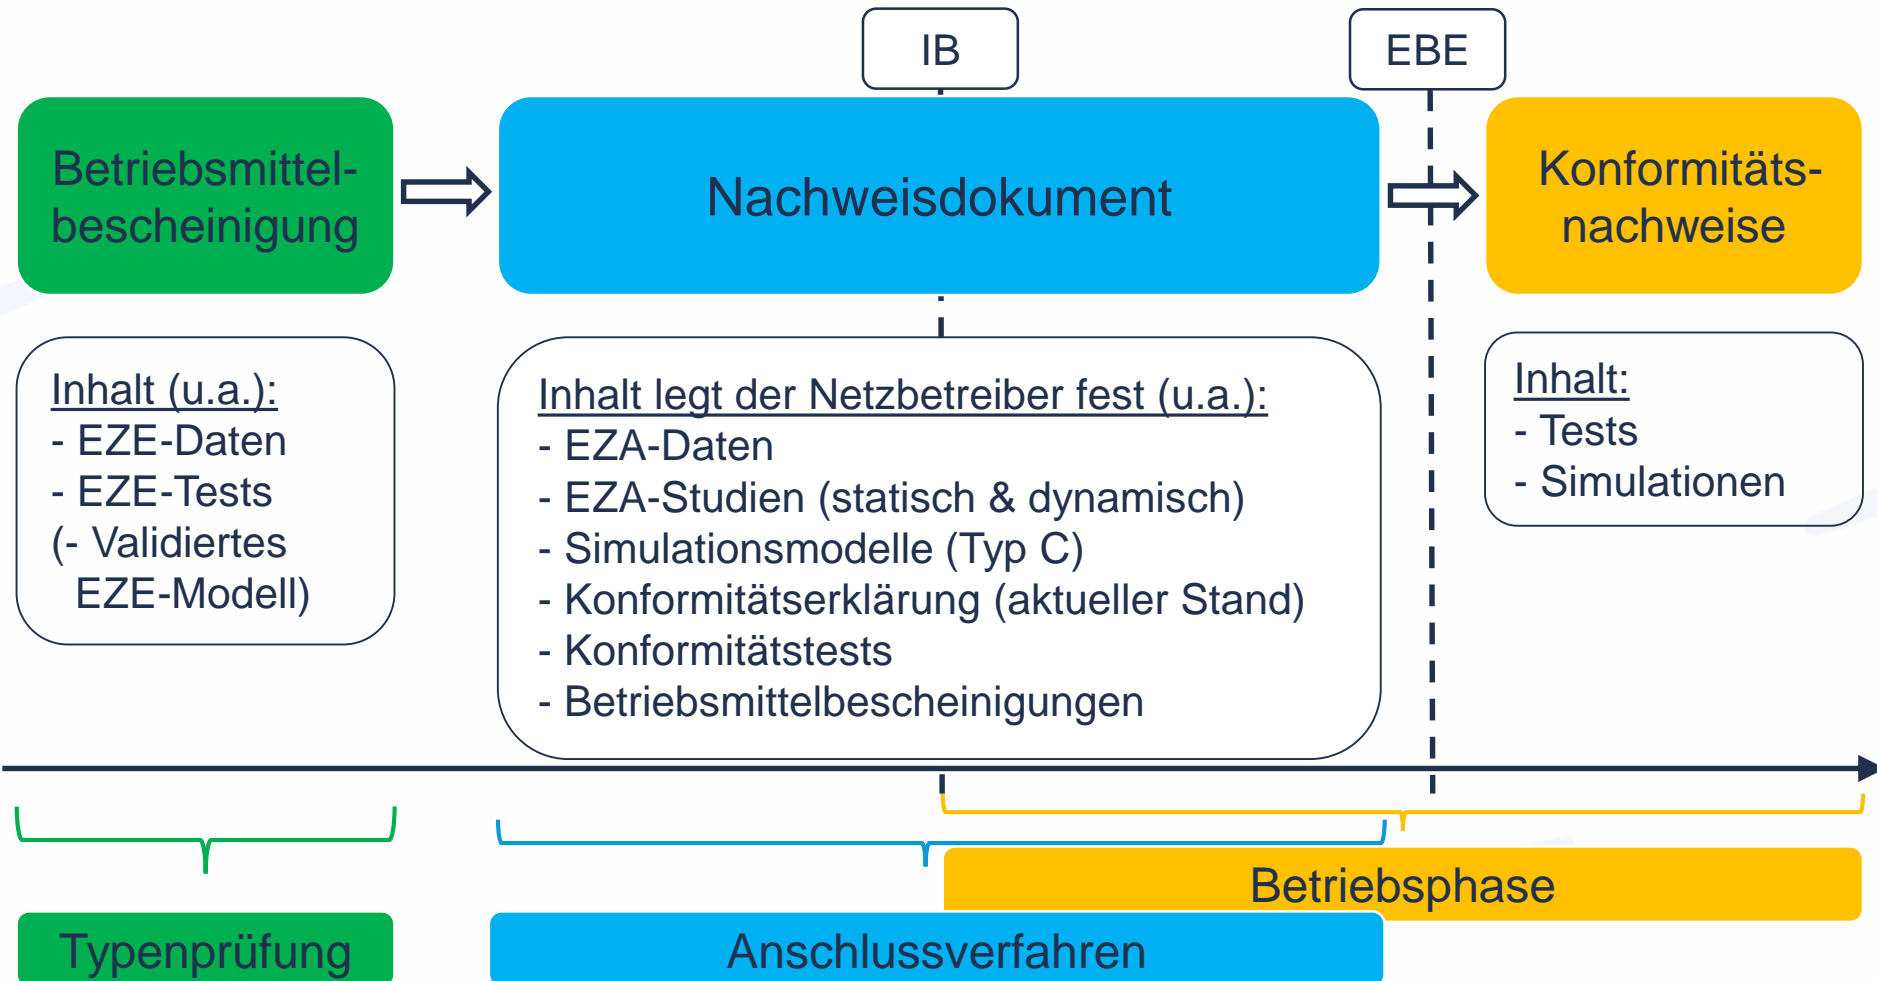 IB
EBE
Betriebsmittel-
bescheinigung
Nachweisdokument
Konformitäts-
nachweise
Inhalt (u.a.):
- EZE-Daten
- EZE-Tests
(- Validiertes
EZE-Modell)
Inhalt legt der Netzbetreiber fest (u.a.):
- EZA-Daten
- EZA-Studien (statisch & dynamisch)
- Simulationsmodelle (Typ C)
- Konformitätserklärung (aktueller Stand)
- Konformitätstests
- Betriebsmittelbescheinigungen
Inhalt:
- Tests
- Simulationen
Betriebsphase
Typenprüfung
Anschlussverfahren